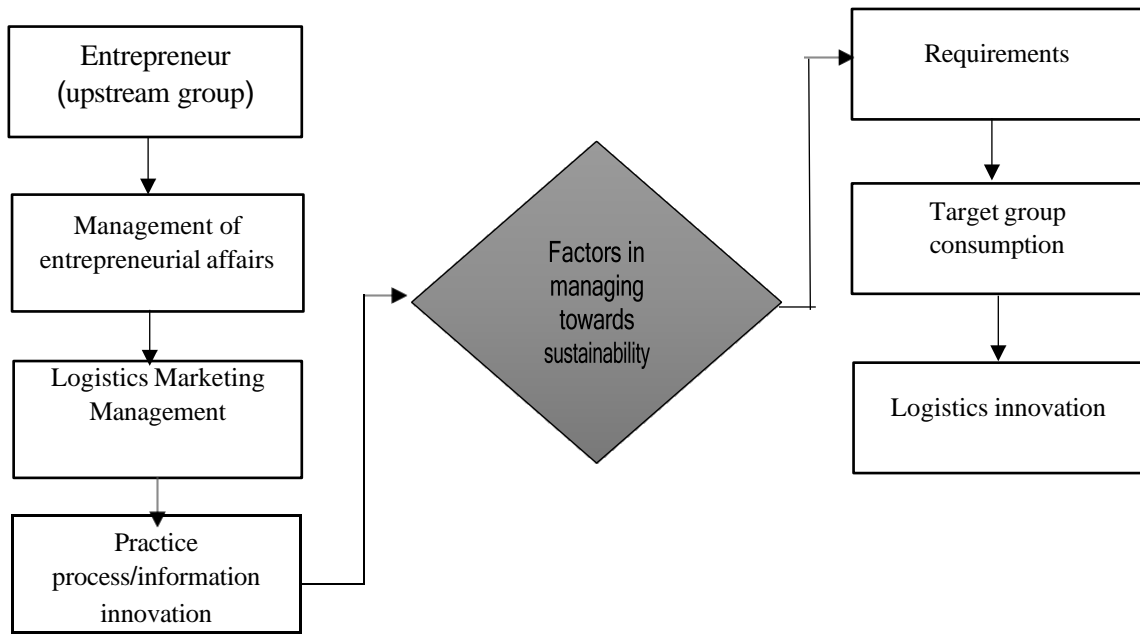 Entrepreneur
(upstream group)
Management of
entrepreneurial affairs
Logistics Marketing
Management
Practice
process/information
innovation
Factors in
managing
towards
sustainability
Requirements
Target group
consumption
Logistics innovation